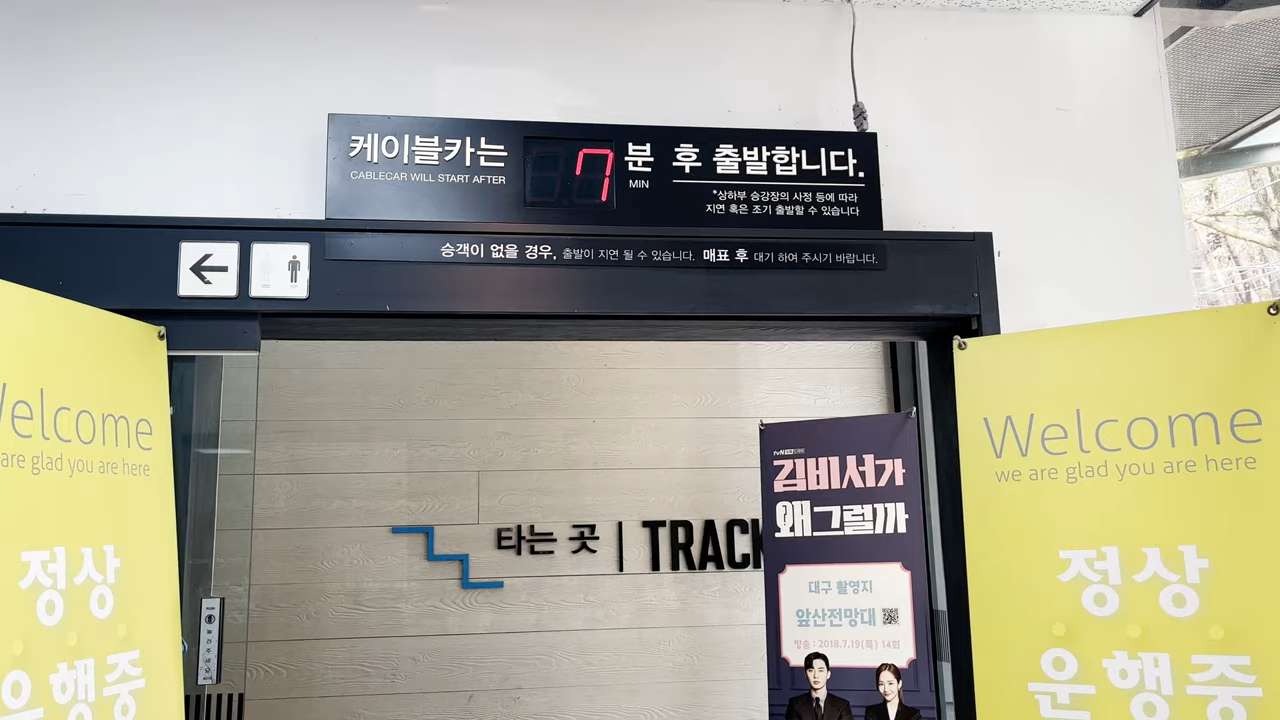 케이블카는 7 분 후 출발합니다.
CABLECAR WILL START AFTER MIN
*상하부 승강장의 사정 등에 따라
지연 혹은 조기 출발할 수 있습니다
승객이 없을 경우, 출발이 지연 될 수 있습니다. 매표 후 대기 하여 주시기 바랍니다.
Welcome
are glad you are here
정상
운행중
타는 곳 | TRACK
tvN
김비서가
왜그럴까
대구 촬영지
앞산전망대
방송 : 2018.7.19(목) 14회
Welcome
we are glad you are here
정상
운행중